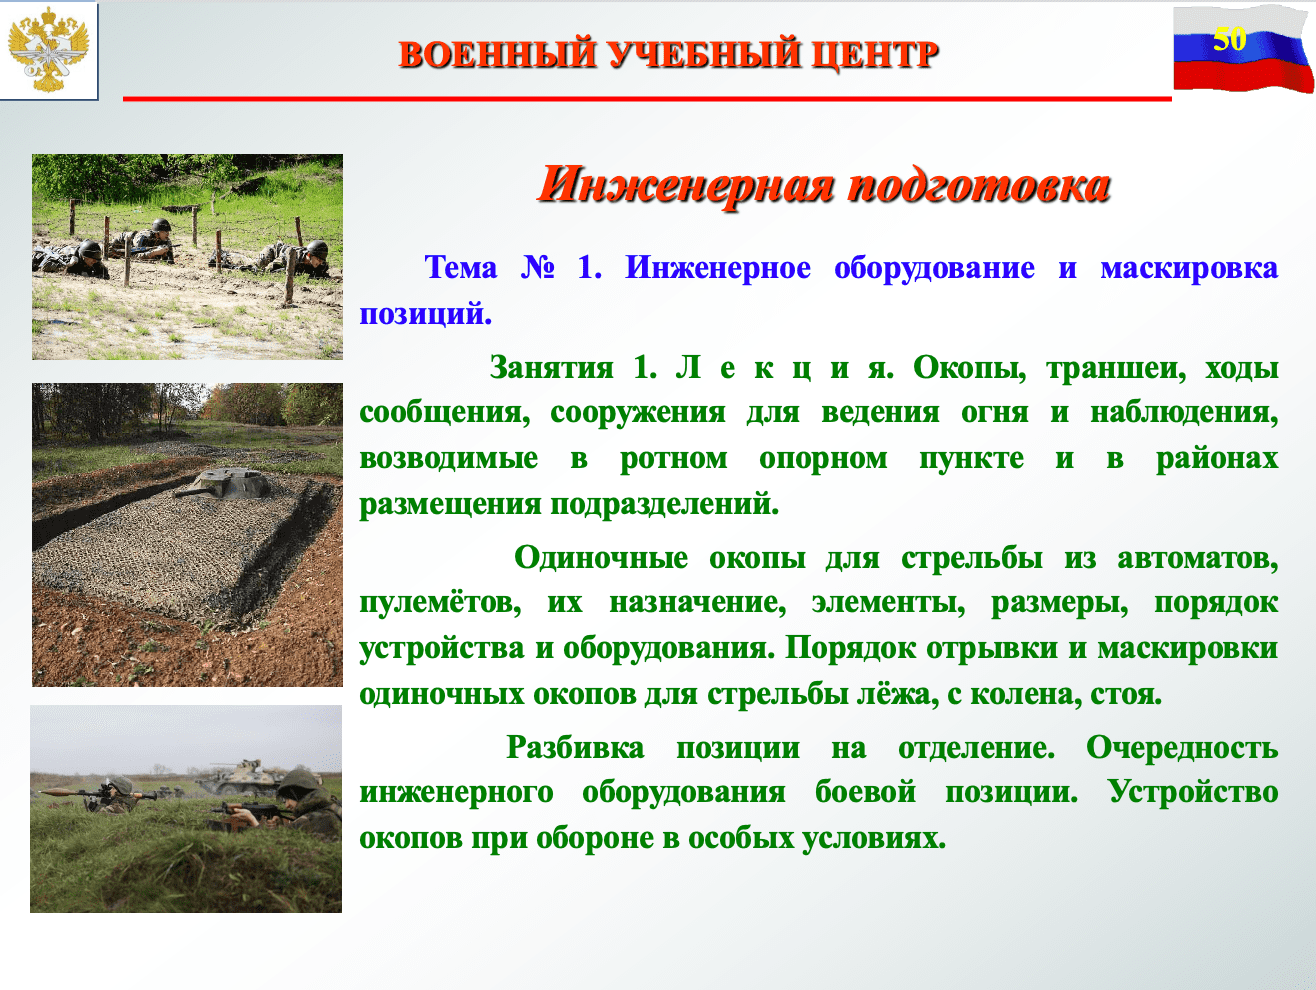 ВОЕННЫЙ УЧЕБНЫЙ ЦЕНТР
50
Инженерная подготовка
Тема № 1. Инженерное оборудование и маскировка
позиций.
Занятия 1. Л е к ц и я. Окопы, траншеи, ходы
сообщения, сооружения для ведения огня и наблюдения,
возводимые в ротном опорном пункте и в районах
размещения подразделений.
Одиночные окопы для стрельбы из автоматов,
пулемётов, их назначение, элементы, размеры, порядок
устройства и оборудования. Порядок отрывки и маскировки
одиночных окопов для стрельбы лёжа, с колена, стоя.
Разбивка позиции на отделение. Очередность
инженерного оборудования боевой позиции. Устройство
окопов при обороне в особых условиях.